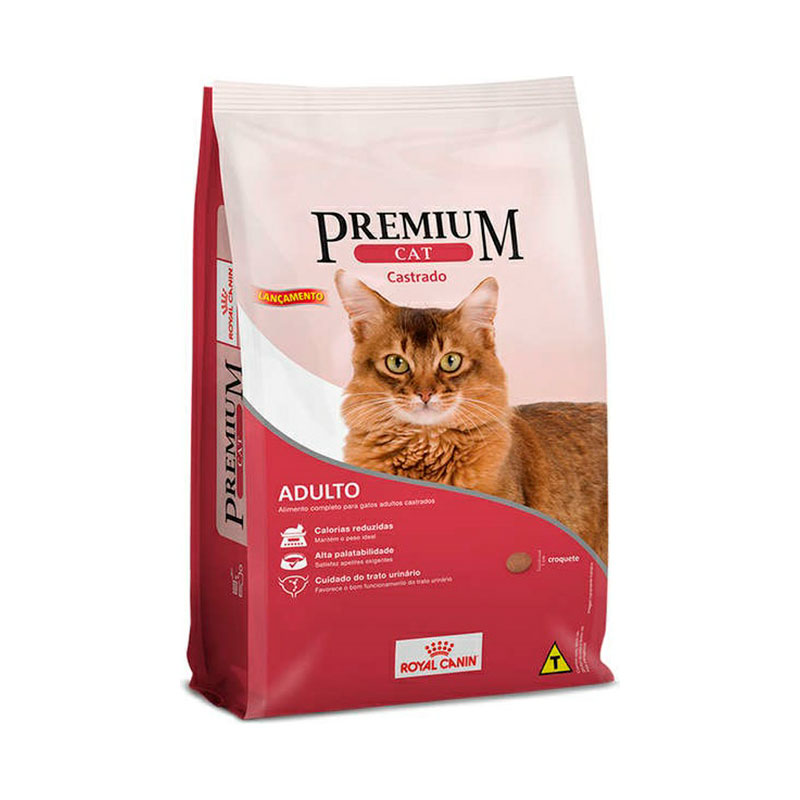 PREMIUM
CAT
Castrado
LANÇAMENTO
ROYAL CANIN
PREMIUM
CAT
ADULTO
Alimento completo para gatos adultos castrados
Calorias reduzidas
Mantém o peso ideal
Alta palatabilidade
Satisfaz apetites exigentes
Cuidado do trato urinário
Favorece o bom funcionamento do trato urinário
croquete
ROYAL CANIN
T